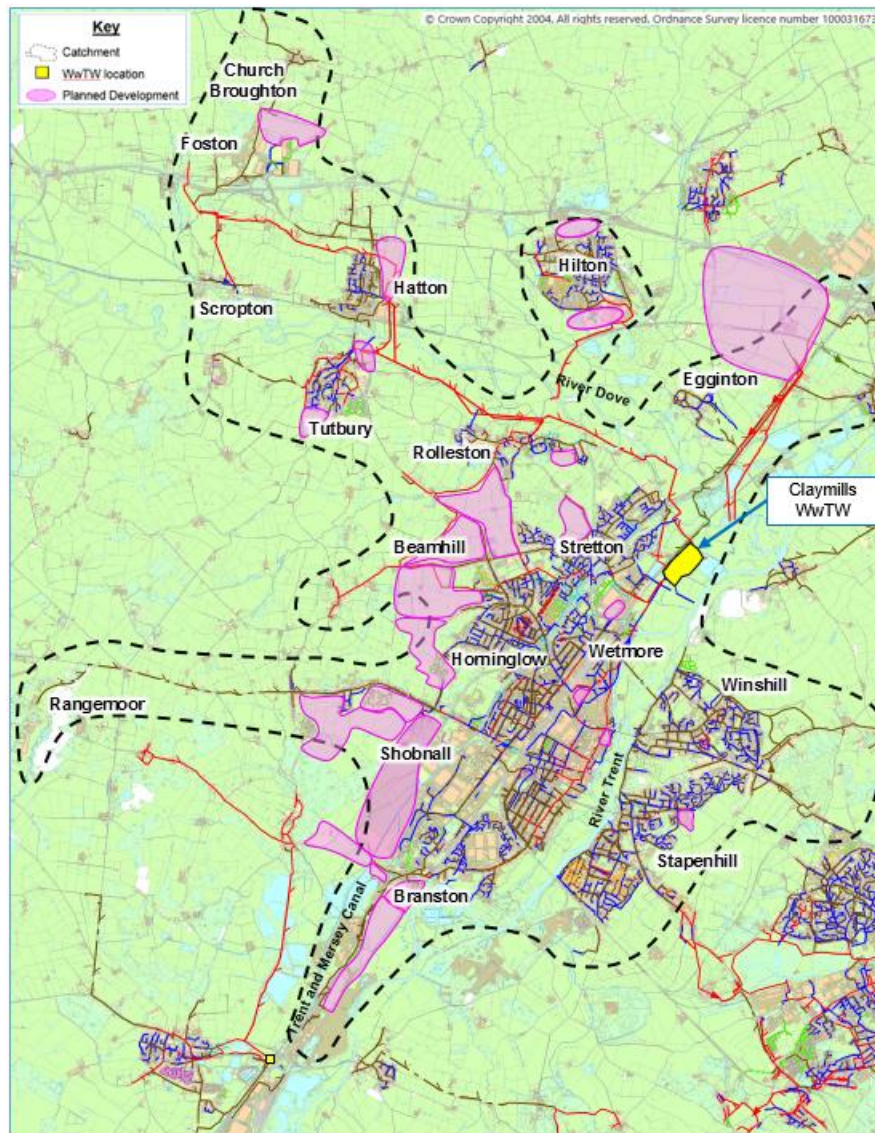 © Crown Copyright 2004. All rights reserved. Ordnance Survey licence number 100031673
Key
Catchment
WwTW location
Planned Development
Church
Broughton
Foston
Hatton
Hilton
Scropton
Egginton
River Dove
Tutbury
Rolleston
Claymills
WwTW
Beamhill
Stretton
Horninglow
Wetmore
Winshill
Rangemoor
Shobnall
River Trent
Stapenhill
Branston
Trent and Mersey Canal